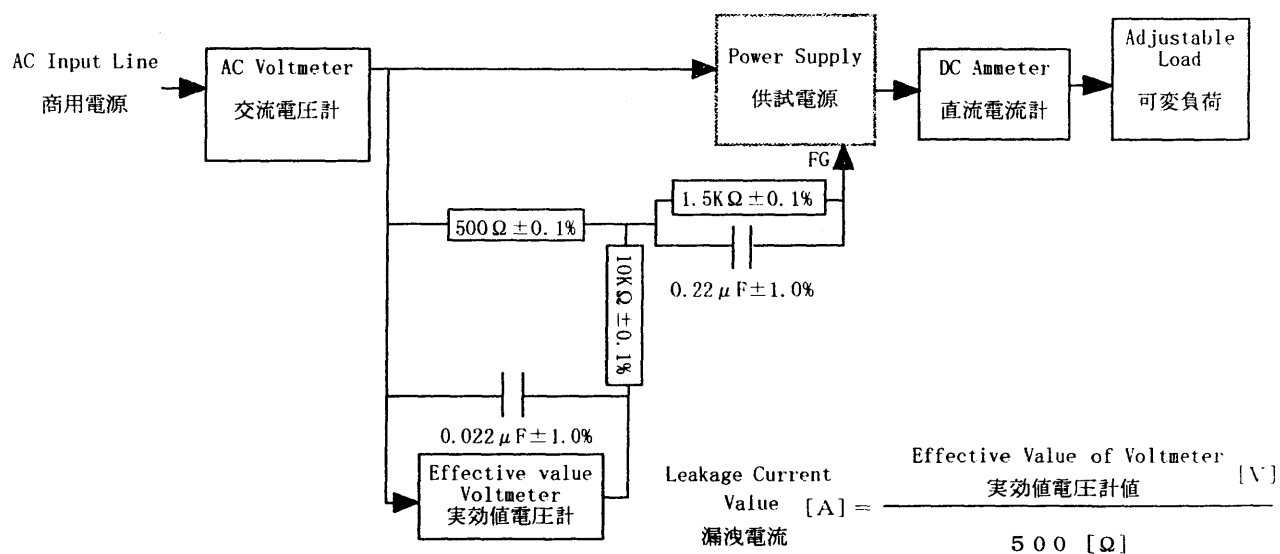 AC Input Line
商用電源
AC Voltmeter
交流電圧計
Power Supply
供試電源
DC Ammeter
直流電流計
Adjustable
Load
可変負荷
FG
1.5KΩ±0.1%
500Ω±0.1%
0.22μF±1.0%
10KΩ±0.1%
0.022μF±1.0%
Effective value
Voltmeter
実効値電圧計
Leakage Current
Value [A]=
漏洩電流
Effective Value of Voltmeter
実効値電圧計値 [V]
500 [Ω]